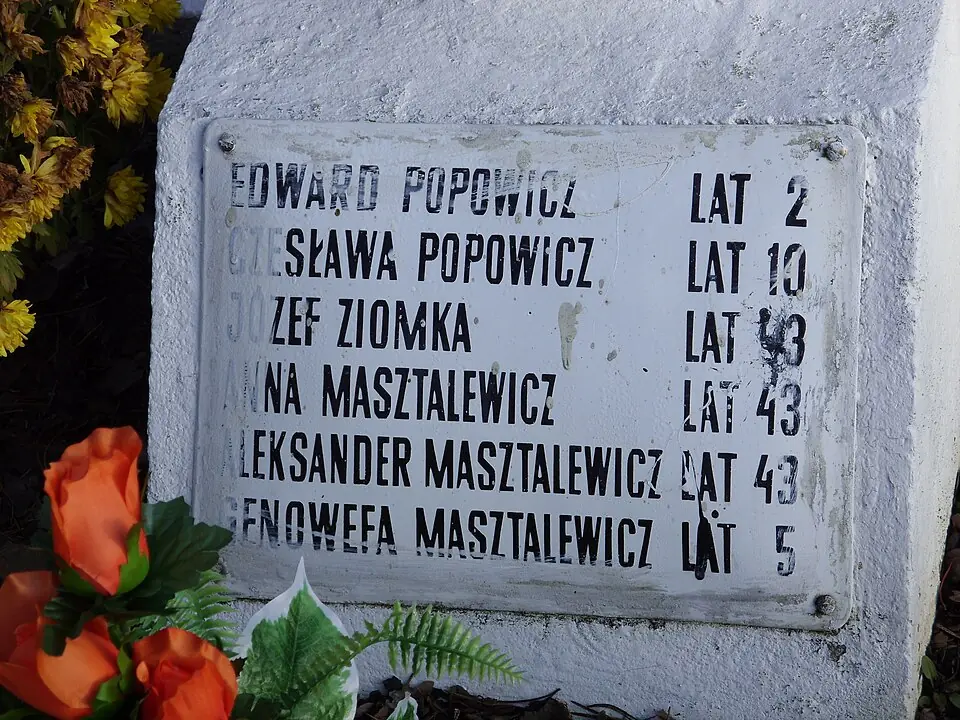 EDWARD POPOWICZ LAT 2
CZESŁAWA POPOWICZ LAT 10
JÓZEF ZIOMKA LAT 43
ANNA MASZTALEWICZ LAT 43
ALEKSANDER MASZTALEWICZ LAT 43
GENOWEFA MASZTALEWICZ LAT 5